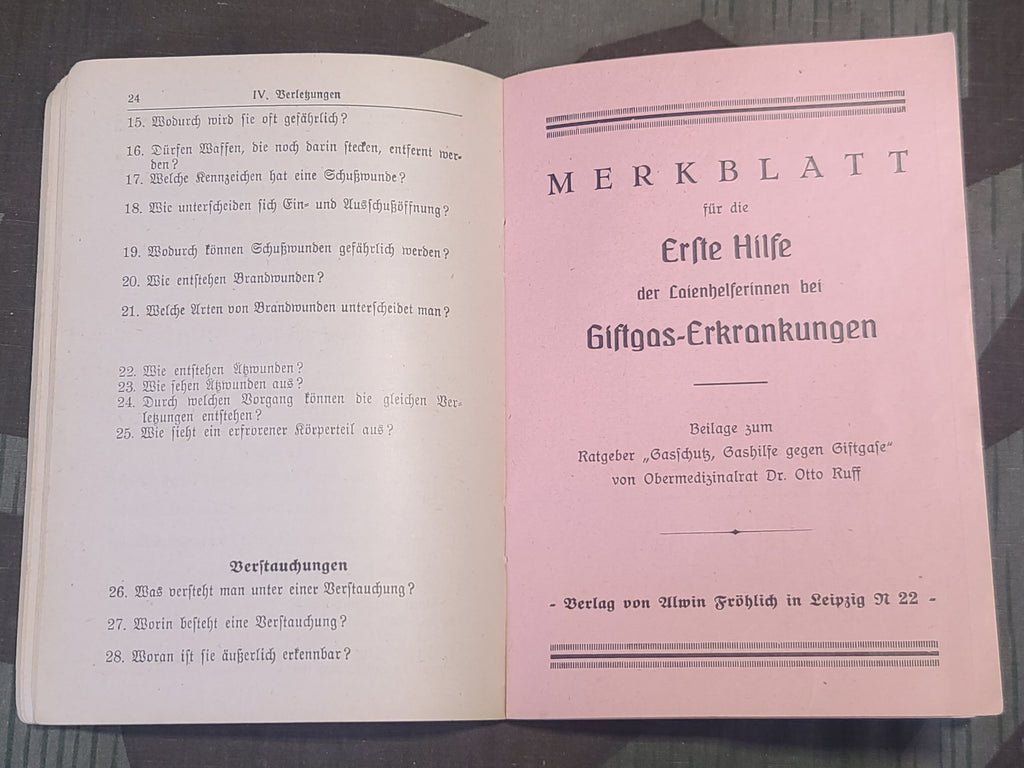 24
IV. Verletzungen
15. Wodurch wird sie oft gefährlich?
16. Dürfen Waffen, die noch darin stecken, entfernt wer-
den?
17. Welche Kennzeichen hat eine Schußwunde?
18. Wie unterscheiden sich Ein- und Ausschußöffnung?
19. Wodurch können Schußwunden gefährlich werden?
20. Wie entstehen Brandwunden?
21. Welche Arten von Brandwunden unterscheidet man?
22. Wie entstehen Ätzwunden?
23. Wie sehen Ätzwunden aus?
24. Durch welchen Vorgang können die gleichen Ver-
letzungen entstehen?
25. Wie sieht ein erfrorener Körperteil aus?
Verstauchungen
26. Was versteht man unter einer Verstauchung?
27. Worin besteht eine Verstauchung?
28. Woran ist sie äußerlich erkennbar?
MERKBLATT
für die
Erste Hilfe
der Laienhelferinnen bei
Giftgas-Erkrankungen
Beilage zum
Ratgeber „Gasschutz, Gashilfe gegen Giftgase"
von Obermedizinalrat Dr. Otto Ruff
- Verlag von Alwin Fröhlich in Leipzig N 22 -